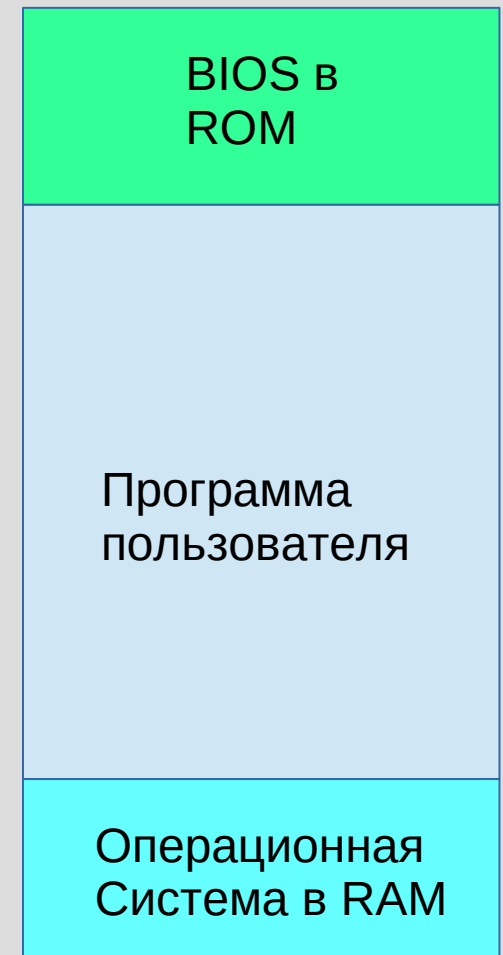 BIOS в
ROM
Программа
пользователя
Операционная
Система в RAM